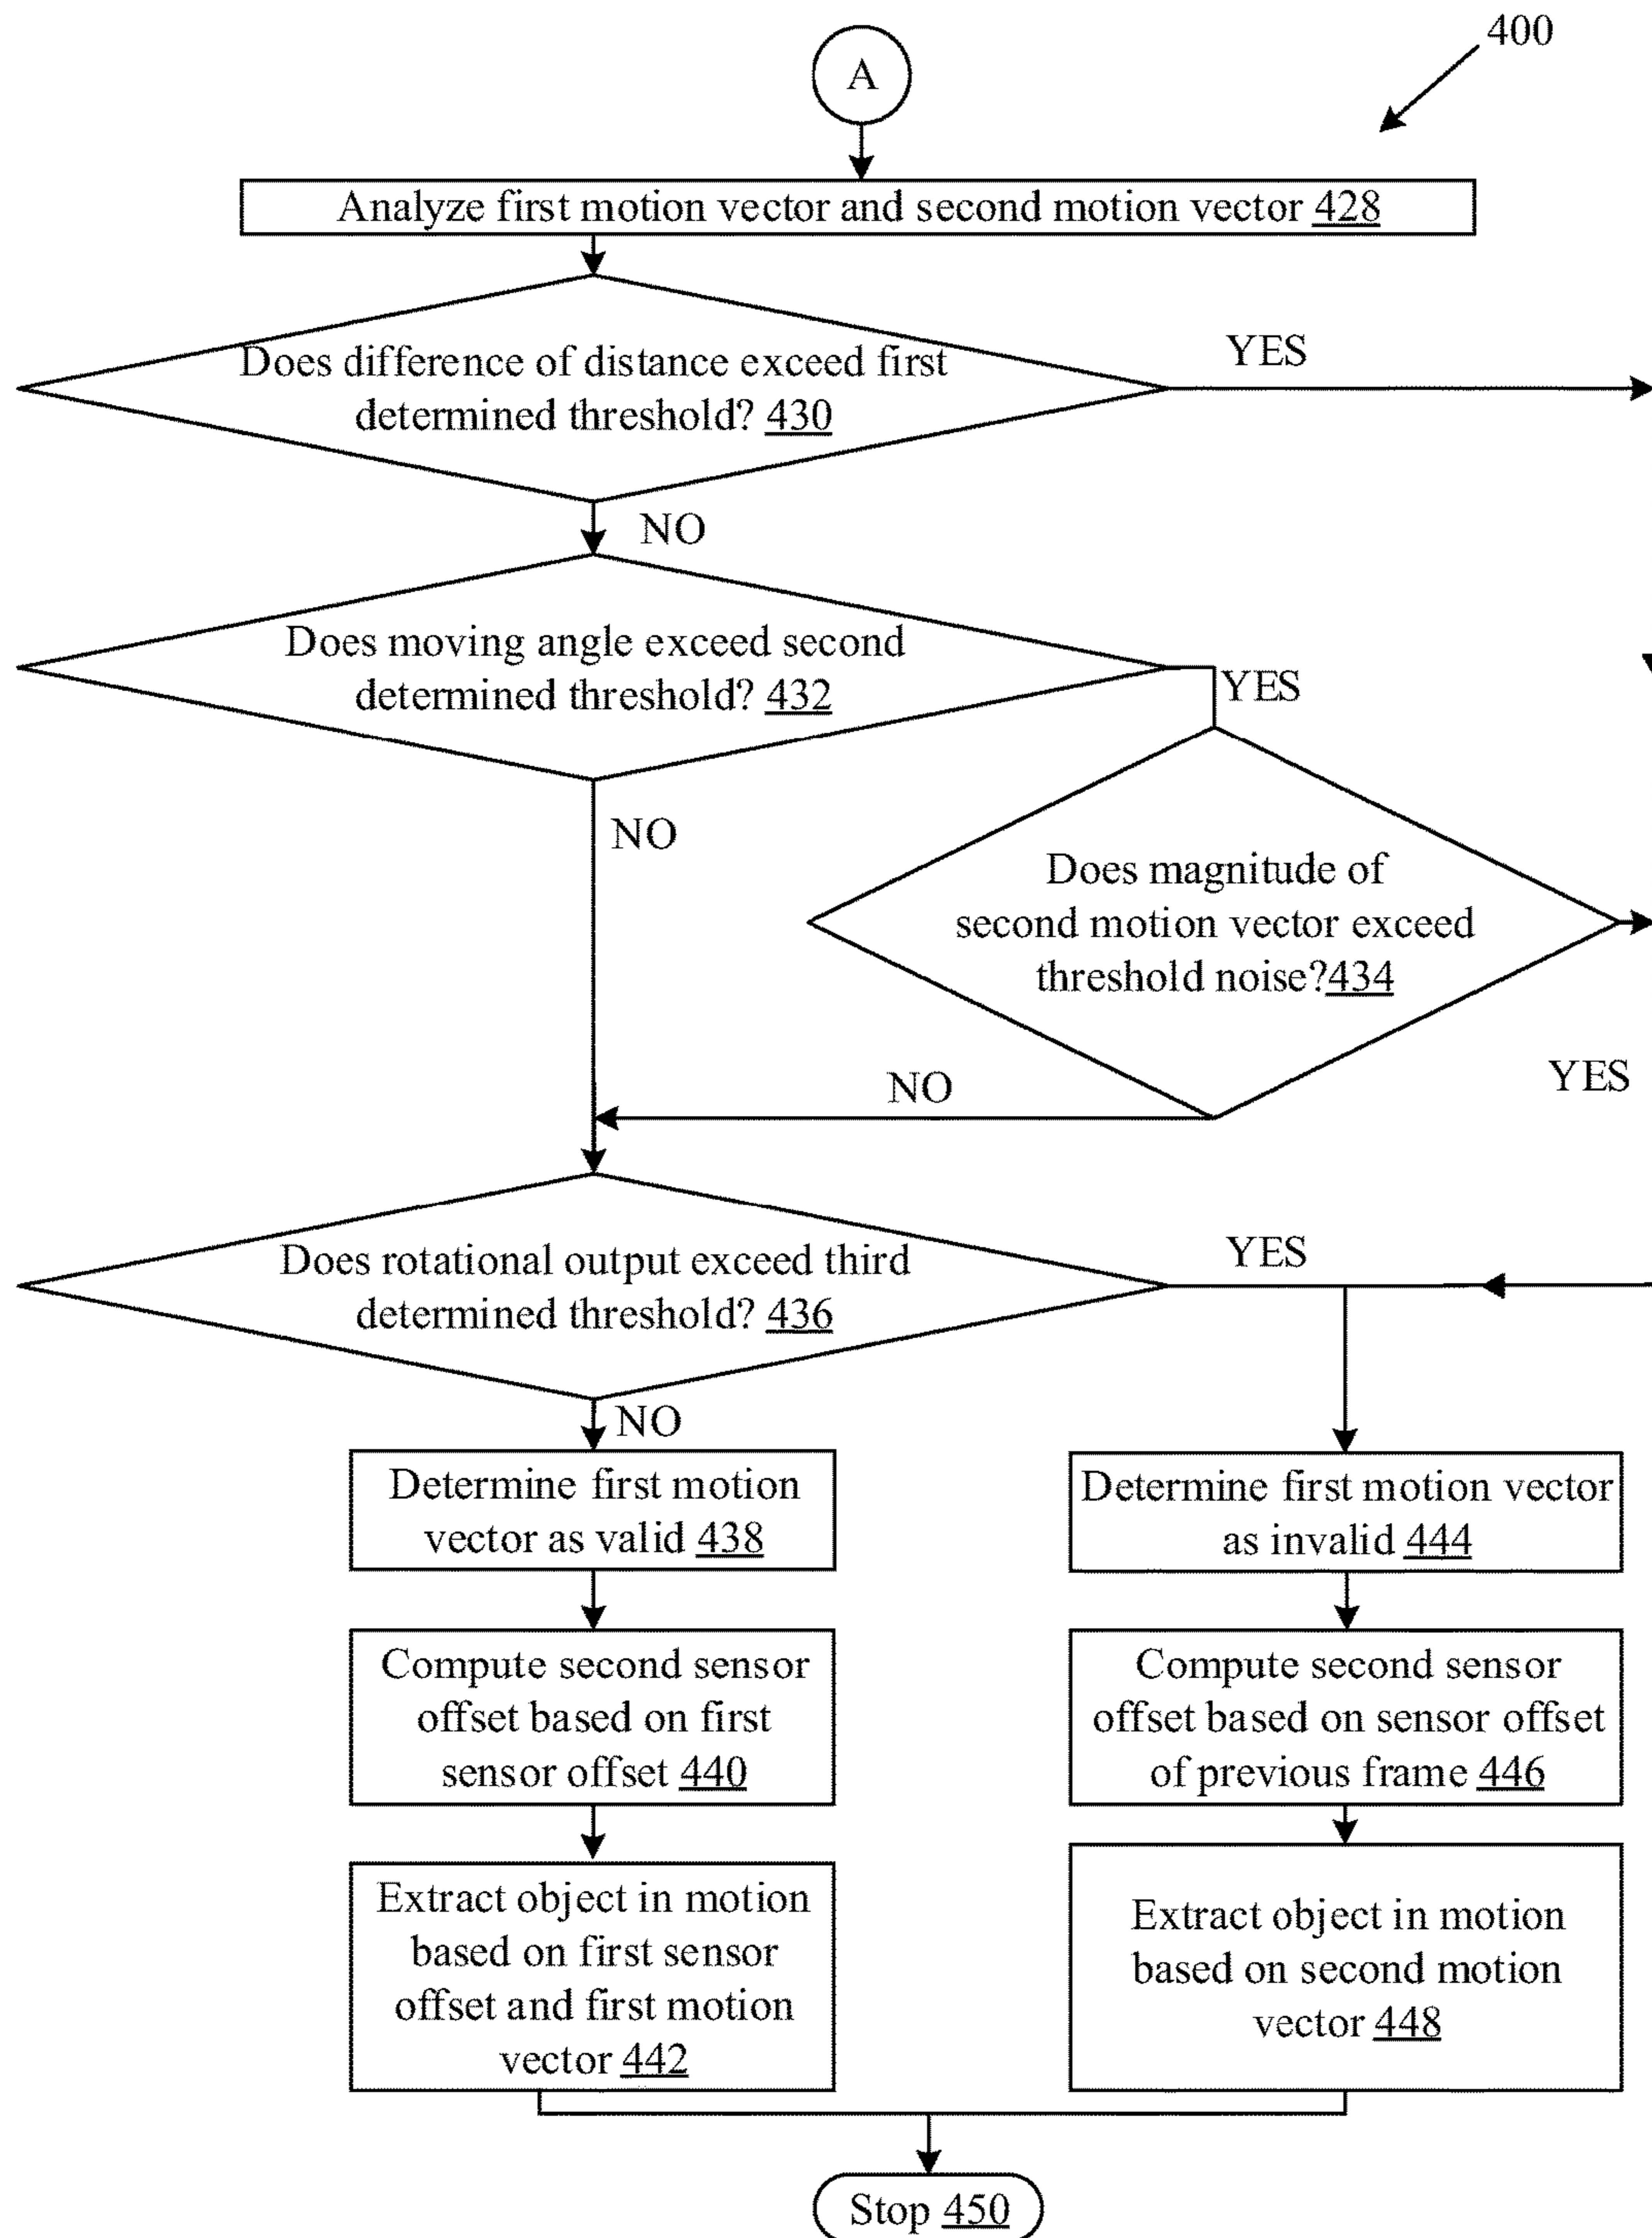 400
A
Analyze first motion vector and second motion vector 428
Does difference of distance exceed first
determined threshold? 430
YES
NO
Does moving angle exceed second
determined threshold? 432
YES
NO
Does magnitude of
second motion vector exceed
threshold noise?434
YES
NO
Does rotational output exceed third
determined threshold? 436
YES
NO
Determine first motion
vector as valid 438
Determine first motion vector
as invalid 444
Compute second sensor
offset based on first
sensor offset 440
Compute second sensor
offset based on sensor offset
of previous frame 446
Extract object in motion
based on first sensor
offset and first motion
vector 442
Extract object in motion
based on second motion
vector 448
Stop 450